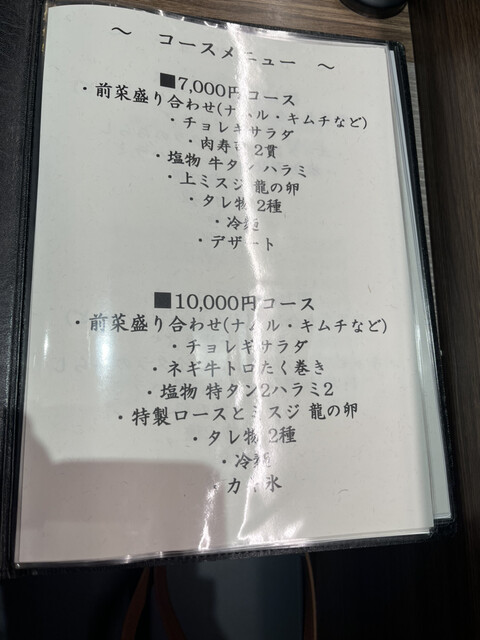 ～ コースメニュー ～
■7,000円コース
・前菜盛り合わせ(ナムル・キムチなど)
・チョレギサラダ
・肉寿司 2貫
・塩物 牛タン ハラミ
・上ミスジ 龍の卵
・タレ物 2種
・冷麺
・デザート
■10,000円コース
・前菜盛り合わせ(ナムル・キムチなど)
・チョレギサラダ
・ネギ牛トロたく巻き
・塩物 特タン2ハラミ2
・特製ロースとミスジ 龍の卵
・タレ物 2種
・冷麺
・カキ氷